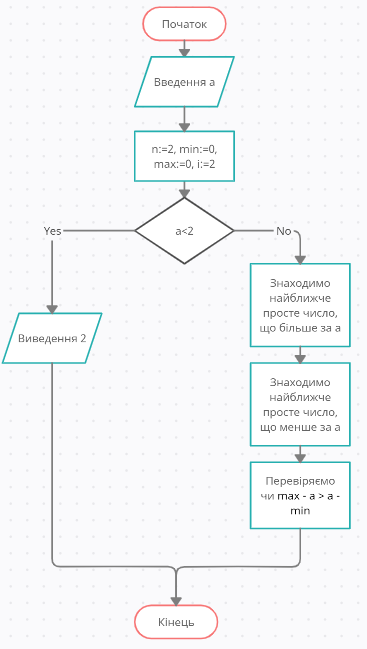 Початок
Введення a
n:=2, min:=0,
max:=0, i:=2
a<2
Yes
No
Знаходимо
найближче
просте число,
що більше за a
Виведення 2
Знаходимо
найближче
просте число,
що менше за a
Перевіряємо
чи max - a > a -
min
Кінець